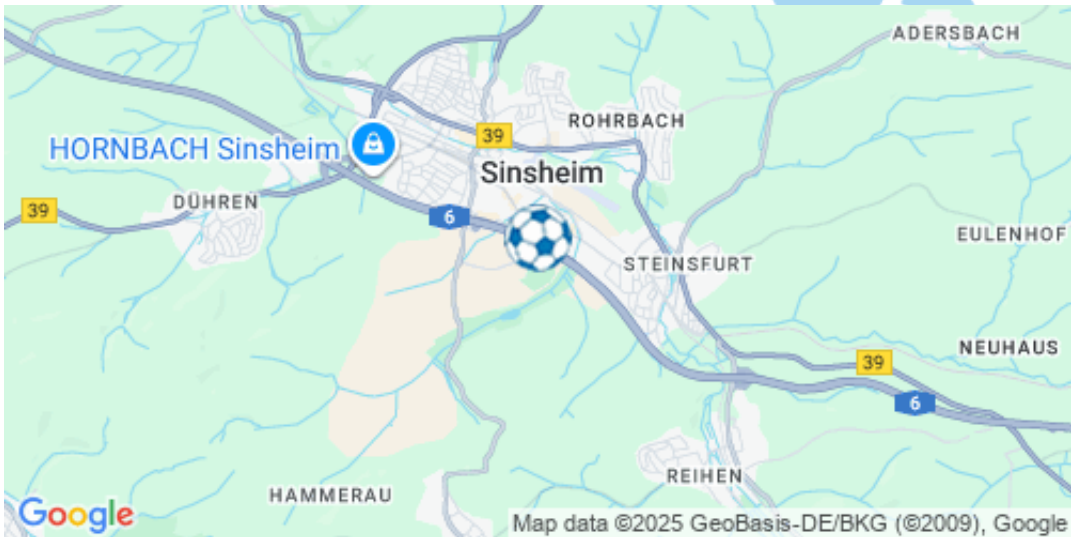 ADERSBACH
ROHRBACH
39
HORNBACH Sinsheim
Sinsheim
DÜHREN
39
6
EULENHOF
STEINSFURT
NEUHAUS
39
6
REIHEN
HAMMERAU
Google
Map data ©2025 GeoBasis-DE/BKG (©2009), Google